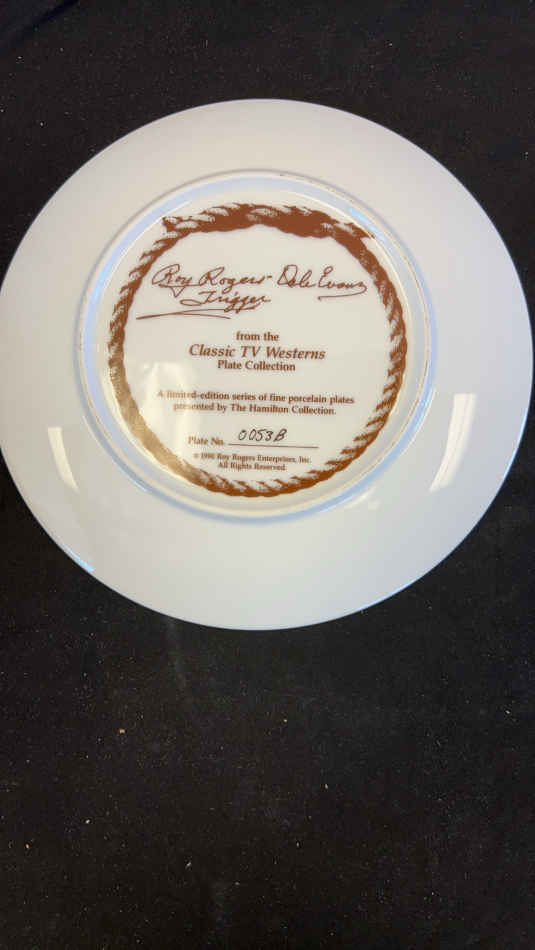 Roy Rogers Dale Evans
Trigger
from the
Classic TV Westerns
Plate Collection
A limited-edition series of fine porcelain plates
presented by The Hamilton Collection.
Plate No. 0053B
© 1990 Roy Rogers Enterprises, Inc.
All Rights Reserved.